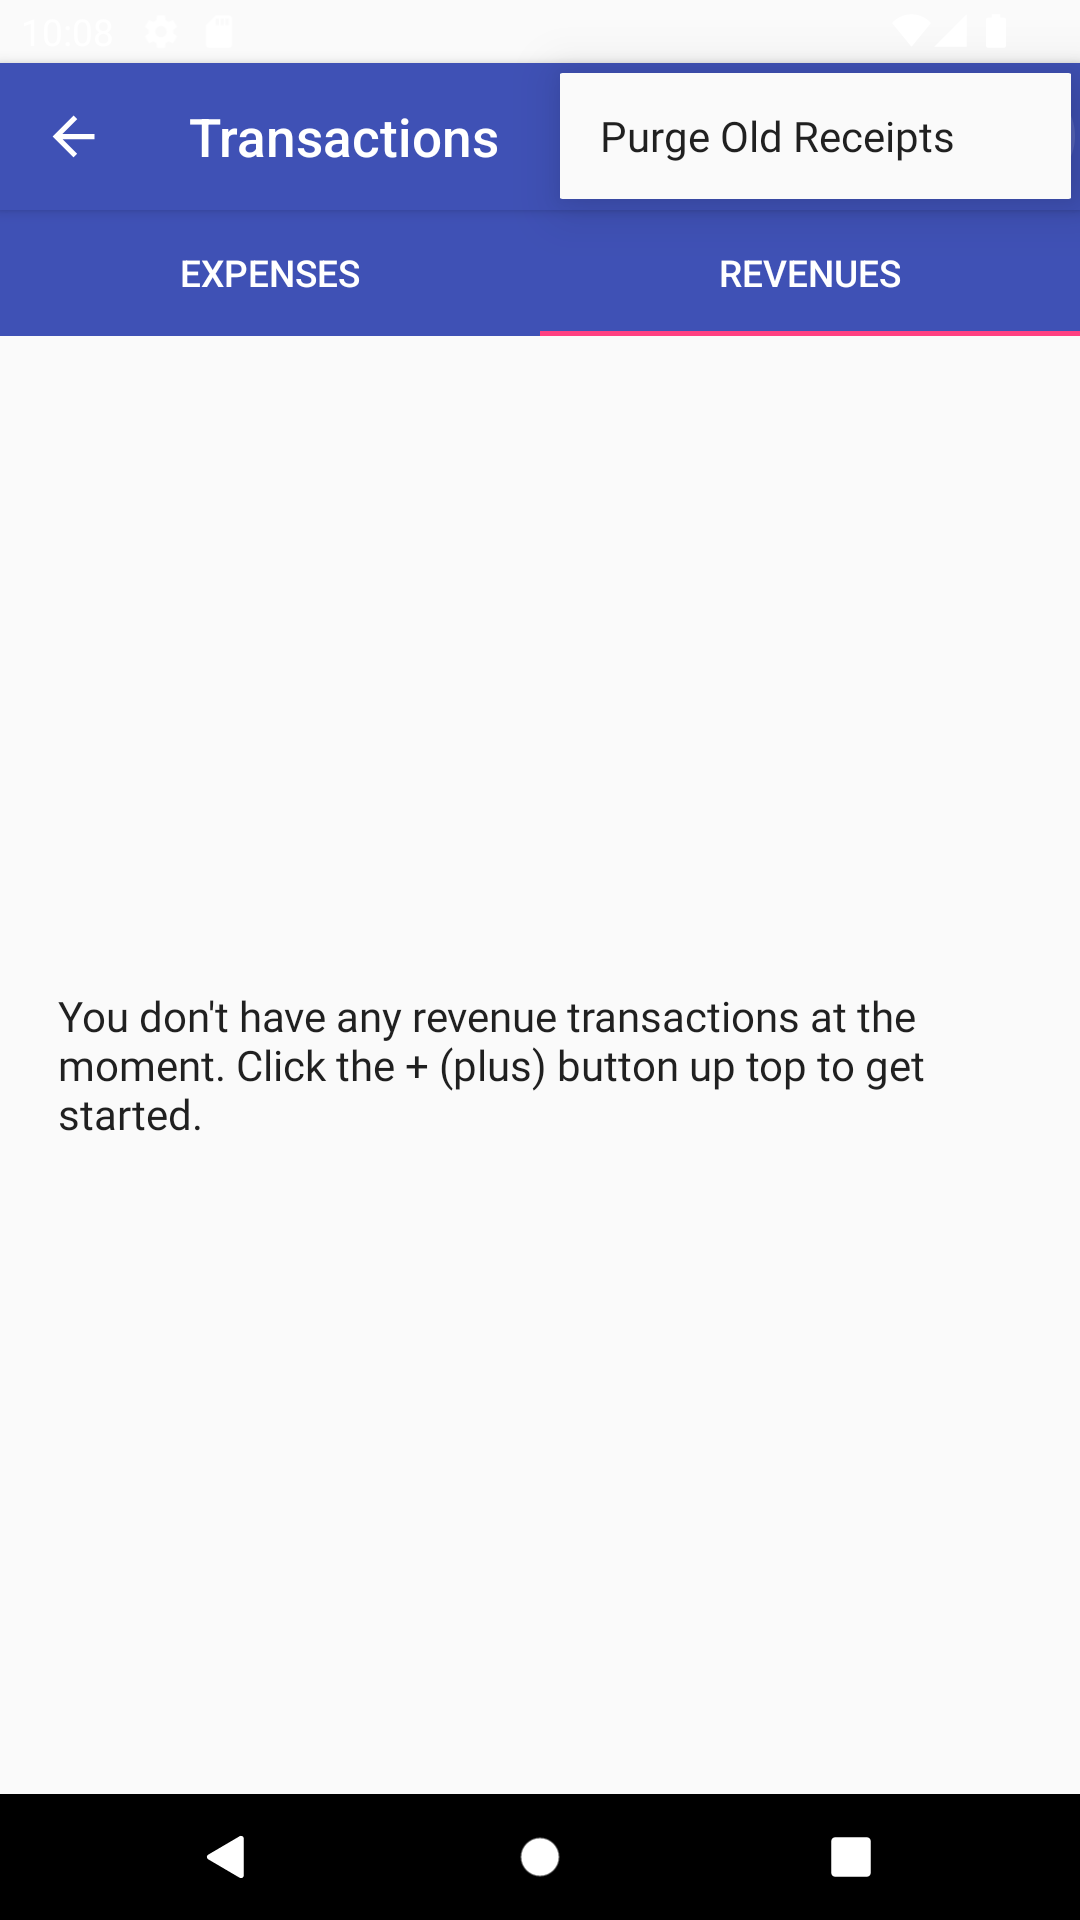 10:08
Transactions
Purge Old Receipts
EXPENSES
REVENUES
You don't have any revenue transactions at the
moment. Click the + (plus) button up top to get
started.